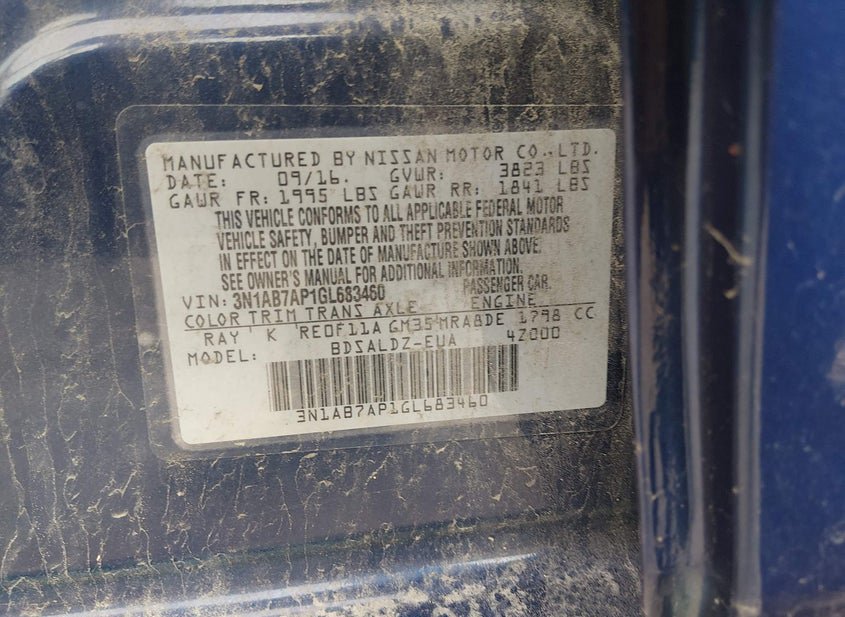 MANUFACTURED BY NISSAN MOTOR CO.,LTD.
DATE: 09/16. GVWR: 3823 LBS
GAWR FR: 1995 LBS GAWR RR: 1841 LBS
THIS VEHICLE CONFORMS TO ALL APPLICABLE FEDERAL MOTOR
VEHICLE SAFETY, BUMPER AND THEFT PREVENTION STANDARDS
IN EFFECT ON THE DATE OF MANUFACTURE SHOWN ABOVE.
SEE OWNER'S MANUAL FOR ADDITIONAL INFORMATION.
VIN: 3N1AB7AP1GL683460 PASSENGER CAR.
COLOR TRIM TRANS AXLE ENGINE
RAY K RE0F11A GM35 MRA8DE 1798 CC
MODEL: BDSALDZ-EUA 4Z000
3N1AB7AP1GL683460